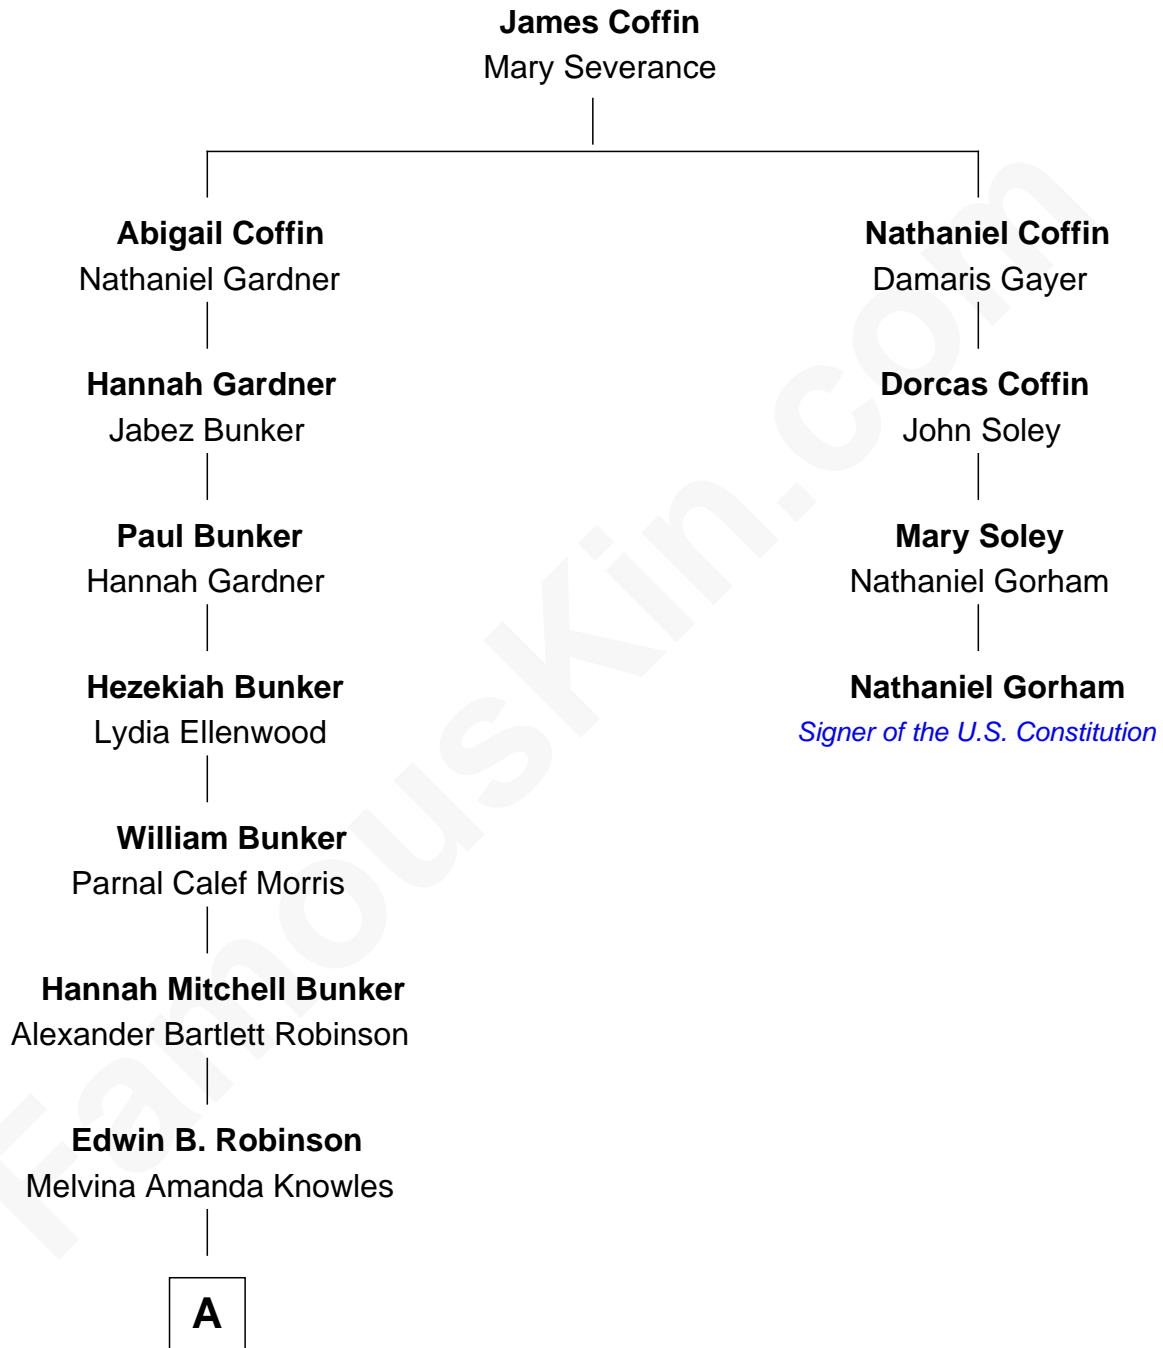 James Coffin
Mary Severance
Abigail Coffin
Nathaniel Gardner
Nathaniel Coffin
Damaris Gayer
Hannah Gardner
Jabez Bunker
Dorcas Coffin
John Soley
Paul Bunker
Hannah Gardner
Mary Soley
Nathaniel Gorham
Hezekiah Bunker
Lydia Ellenwood
Nathaniel Gorham
Signer of the U.S. Constitution
William Bunker
Parnal Calef Morris
Hannah Mitchell Bunker
Alexander Bartlett Robinson
Edwin B. Robinson
Melvina Amanda Knowles
A
FamousKin.com